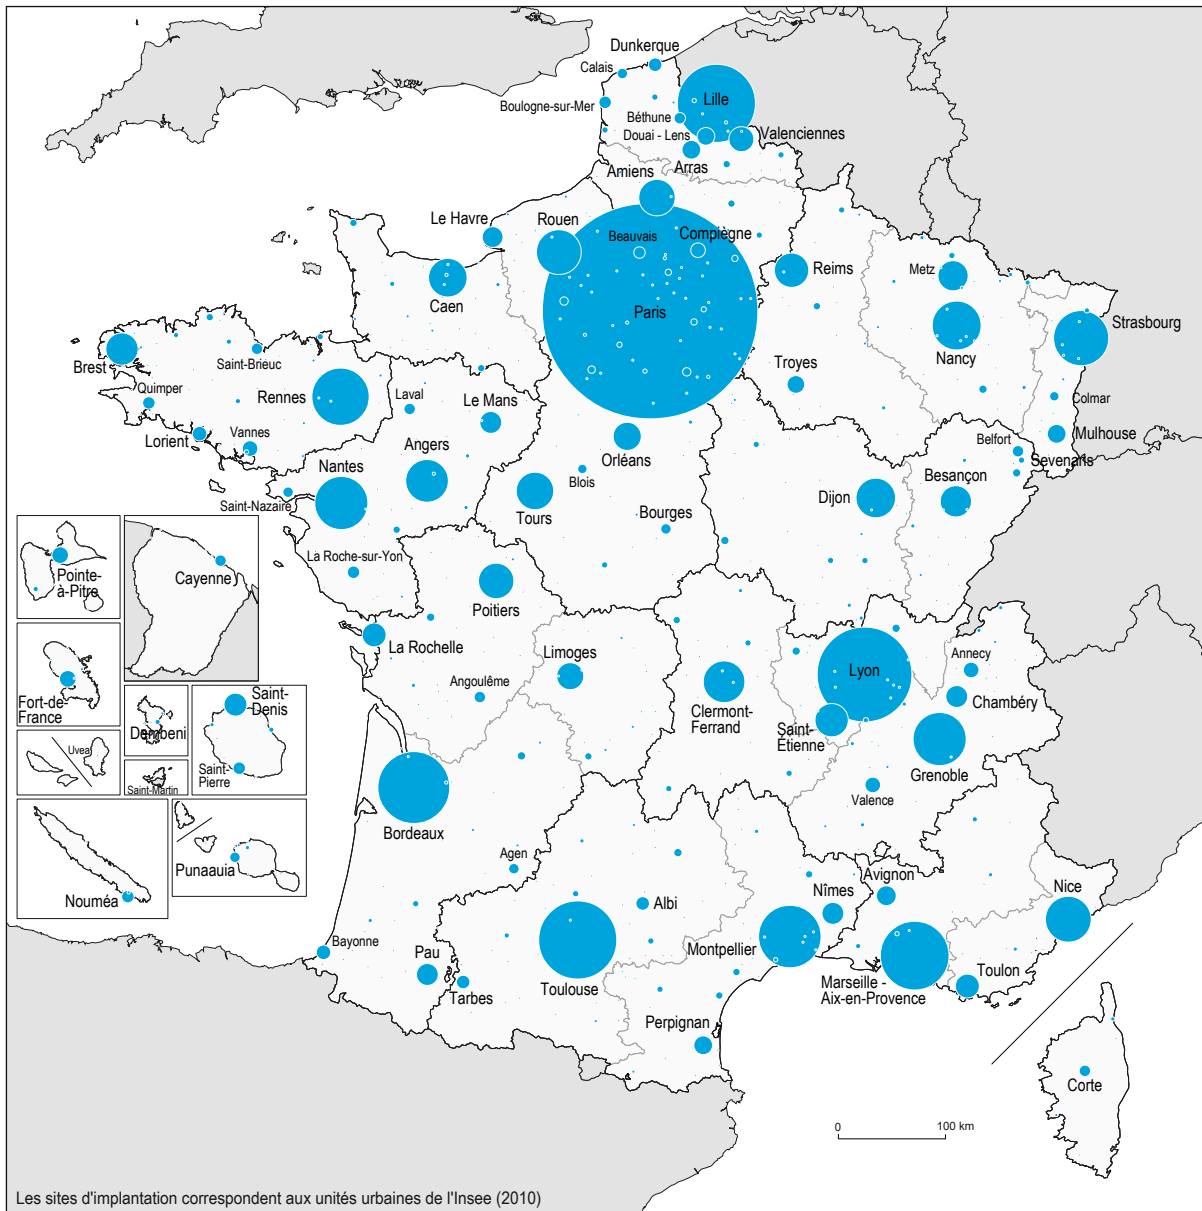 Dunkerque
Calais
Lille
Boulogne-sur-Mer
Béthune
Douai - Lens
Valenciennes
Arras
Amiens
Le Havre
Rouen
Beauvais
Compiègne
Reims
Metz
Caen
Paris
Strasbourg
Nancy
Brest
Saint-Brieuc
Troyes
Quimper
Rennes
Laval
Le Mans
Colmar
Lorient
Vannes
Mulhouse
Angers
Orléans
Belfort
Sevenans
Nantes
Blois
Besançon
Saint-Nazaire
Tours
Dijon
Bourges
La Roche-sur-Yon
Pointe-
à-Pitre
Cayenne
Poitiers
La Rochelle
Limoges
Lyon
Annecy
Angoulême
Chambéry
Fort-de-
France
Dembeni
Saint-
Denis
Clermont-
Ferrand
Saint-
Étienne
Uvea
Saint-
Pierre
Grenoble
Saint-Martin
Valence
Bordeaux
Punaauia
Agen
Nouméa
Albi
Nîmes
Avignon
Nice
Bayonne
Pau
Montpellier
Tarbes
Toulouse
Marseille -
Aix-en-Provence
Toulon
Perpignan
Corte
0
100 km
Les sites d'implantation correspondent aux unités urbaines de l'Insee (2010)